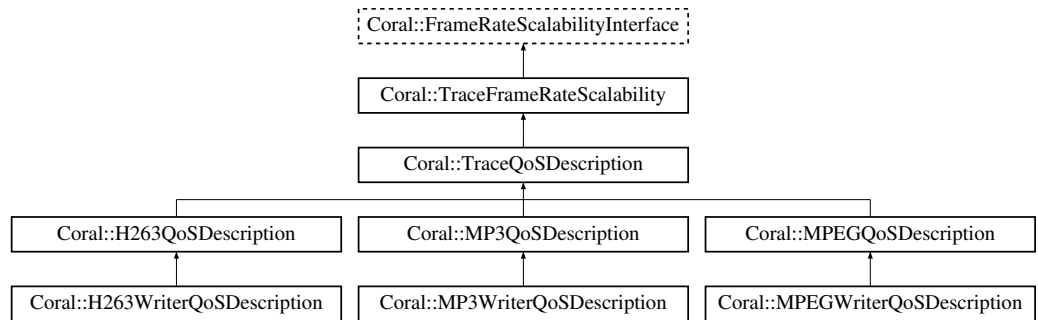 Coral::FrameRateScalabilityInterface
Coral::TraceFrameRateScalability
Coral::TraceQoSDescription
Coral::H263QoSDescription
Coral::MP3QoSDescription
Coral::MPEGQoSDescription
Coral::H263WriterQoSDescription
Coral::MP3WriterQoSDescription
Coral::MPEGWriterQoSDescription